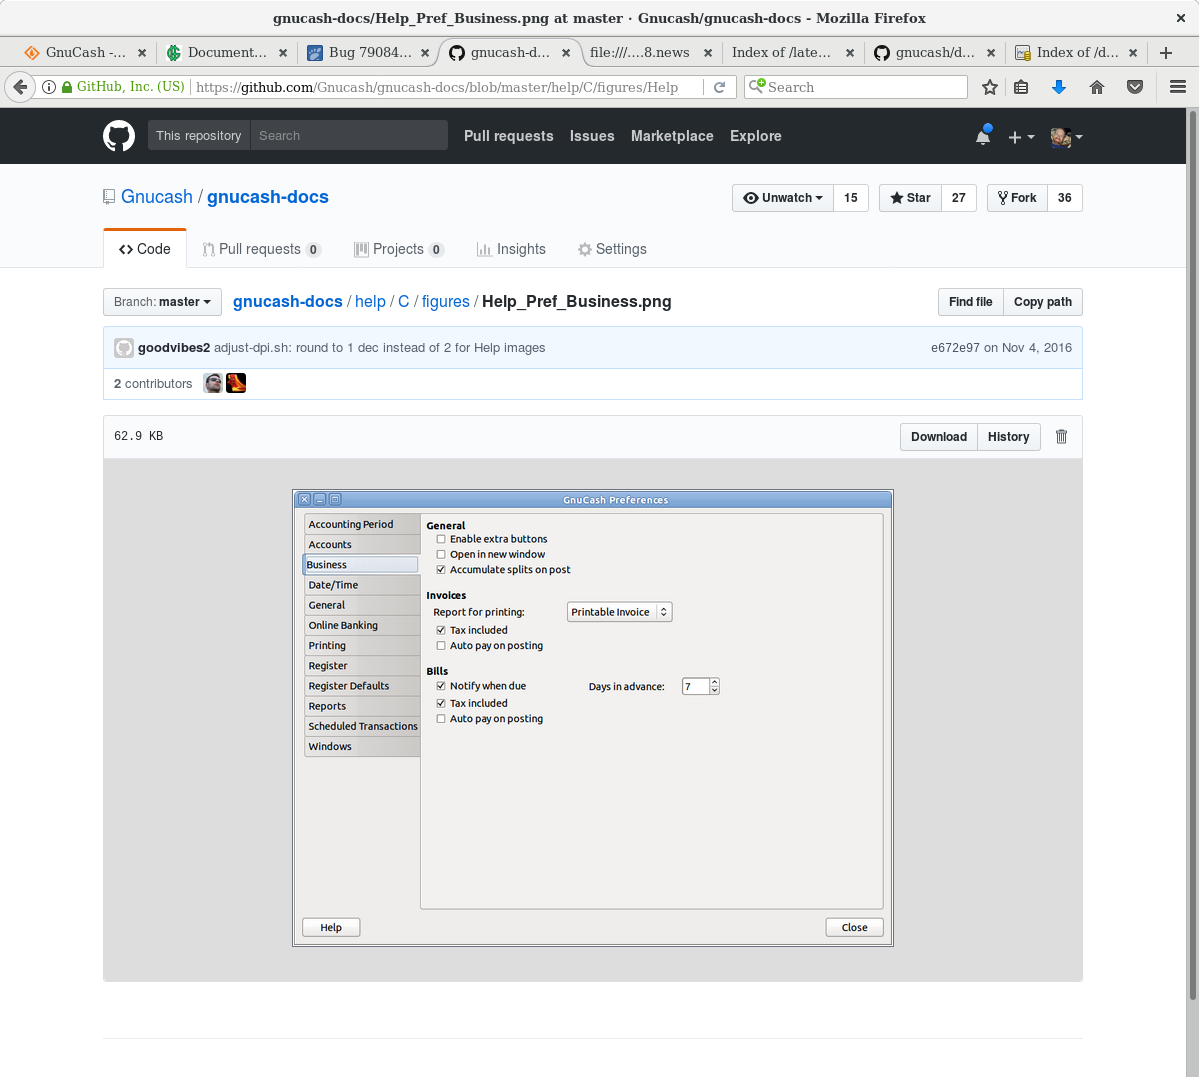 gnucash-docs/Help_Pref_Business.png at master · Gnucash/gnucash-docs - Mozilla Firefox
GnuCash -... Document... Bug 79084... gnucash-d... file:///....8.news Index of /late... gnucash/d... Index of /d...
GitHub, Inc. (US) https://github.com/Gnucash/gnucash-docs/blob/master/help/C/figures/Help Search
This repository Search Pull requests Issues Marketplace Explore
Gnucash / gnucash-docs Unwatch 15 Star 27 Fork 36
Code Pull requests 0 Projects 0 Insights Settings
Branch: master gnucash-docs / help / C / figures / Help_Pref_Business.png Find file Copy path
goodvibes2 adjust-dpi.sh: round to 1 dec instead of 2 for Help images e672e97 on Nov 4, 2016
2 contributors
62.9 KB Download History
GnuCash Preferences
Accounting Period
Accounts
Business
Date/Time
General
Online Banking
Printing
Register
Register Defaults
Reports
Scheduled Transactions
Windows
General
Enable extra buttons
Open in new window
Accumulate splits on post
Invoices
Report for printing: Printable Invoice
Tax included
Auto pay on posting
Bills
Notify when due Days in advance: 7
Tax included
Auto pay on posting
Help Close